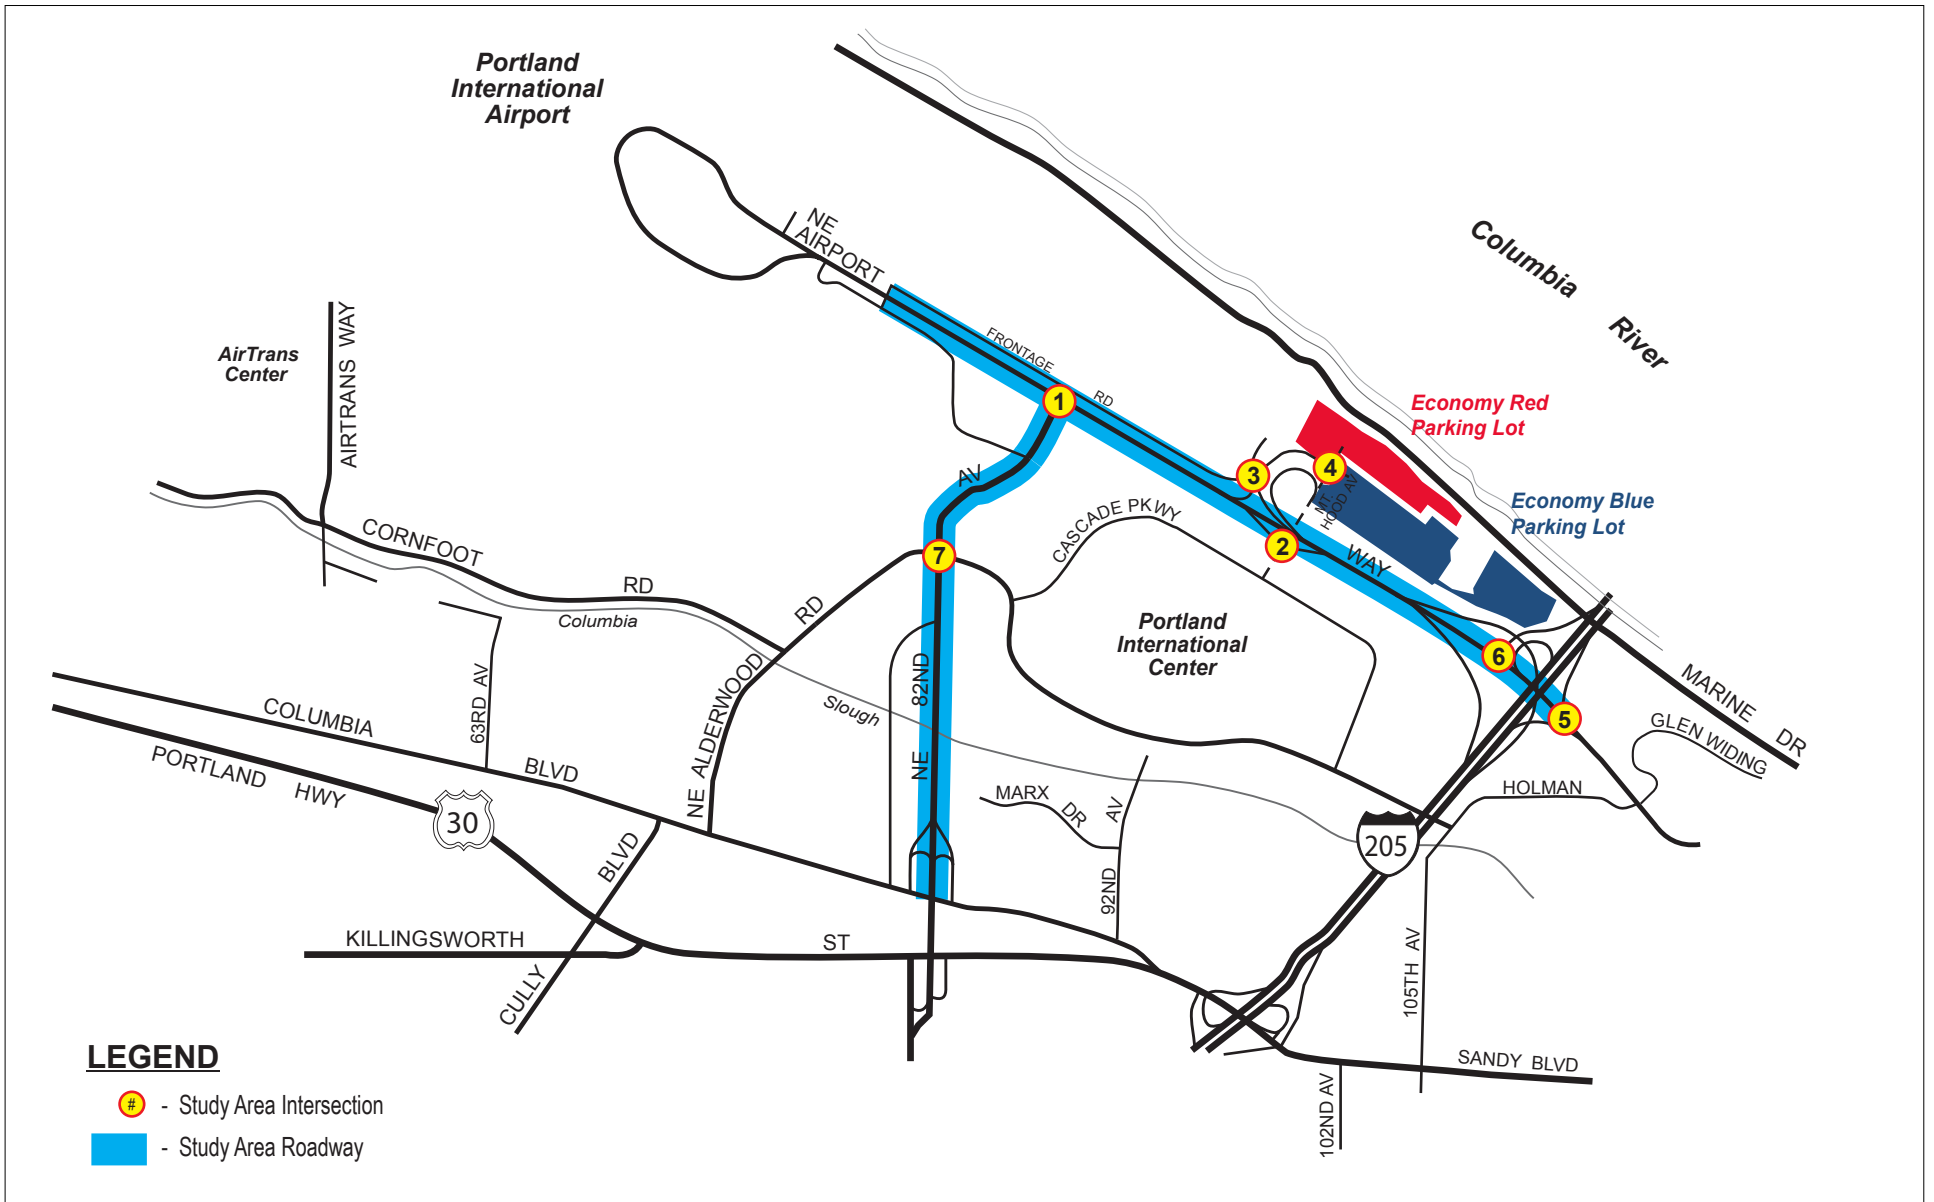 Portland
International
Airport
Columbia
River
NE
AIRPORT
WAY
FRONTAGE
RD
AirTrans
Center
AIRTRANS WAY
1
2
3
4
5
6
7
Economy Red
Parking Lot
Economy Blue
Parking Lot
MT.
HOOD AV
AV
CASCADE PKWY
CORNFOOT
RD
Columbia
Slough
RD
NE ALDERWOOD
NE 82ND
Portland
International
Center
63RD AV
COLUMBIA
BLVD
PORTLAND HWY
30
MARINE DR
GLEN WIDING
HOLMAN
MARX
DR
AV
92ND
205
BLVD
CULLY
KILLINGSWORTH
ST
105TH AV
SANDY BLVD
102ND AV
LEGEND
# - Study Area Intersection
- Study Area Roadway